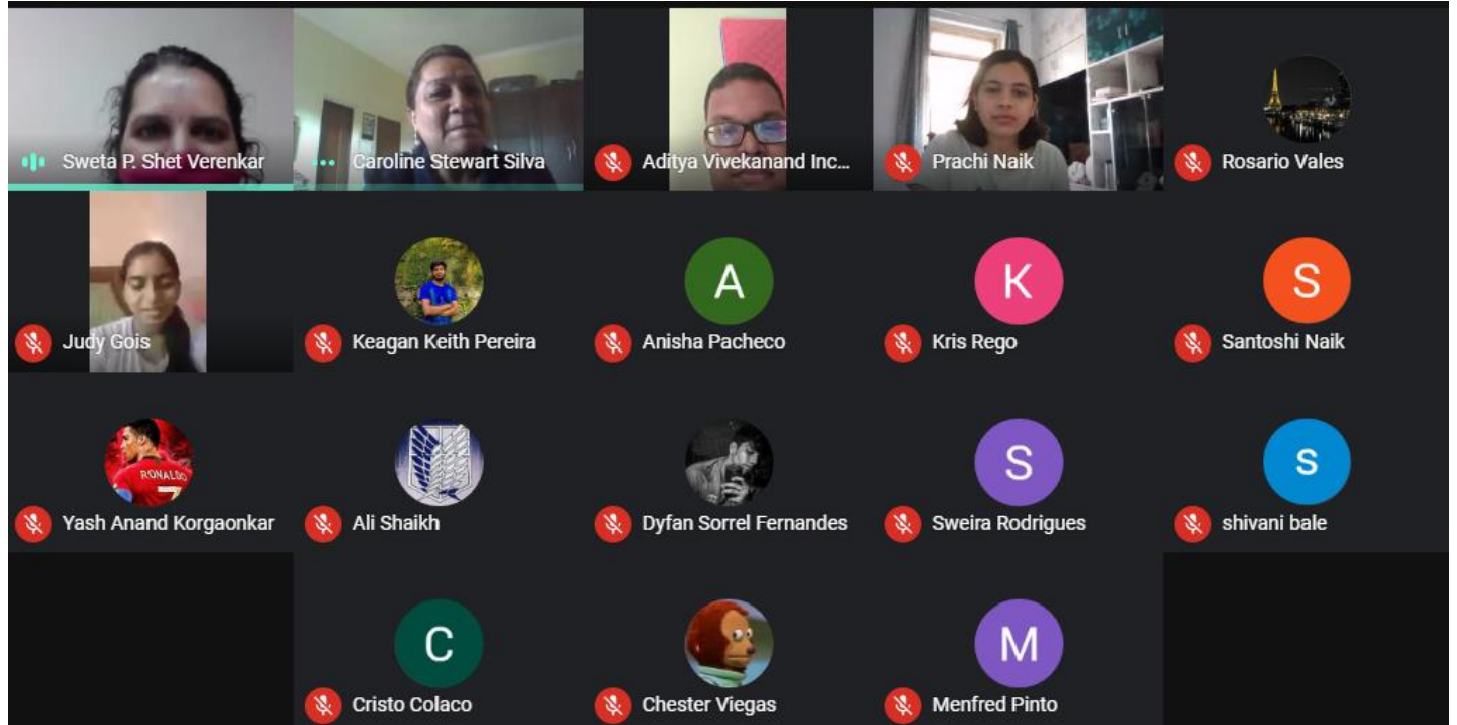 Sweta P. Shet Verenkar
Caroline Stewart Silva
Aditya Vivekanand Inc...
Prachi Naik
Rosario Vales
Judy Gois
Keagan Keith Pereira
A
Anisha Pacheco
K
Kris Rego
S
Santoshi Naik
RONALDO
7
Yash Anand Korgaonkar
Ali Shaikh
Dyfan Sorrel Fernandes
S
Sweira Rodrigues
s
shivani bale
C
Cristo Colaco
Chester Viegas
M
Menfred Pinto